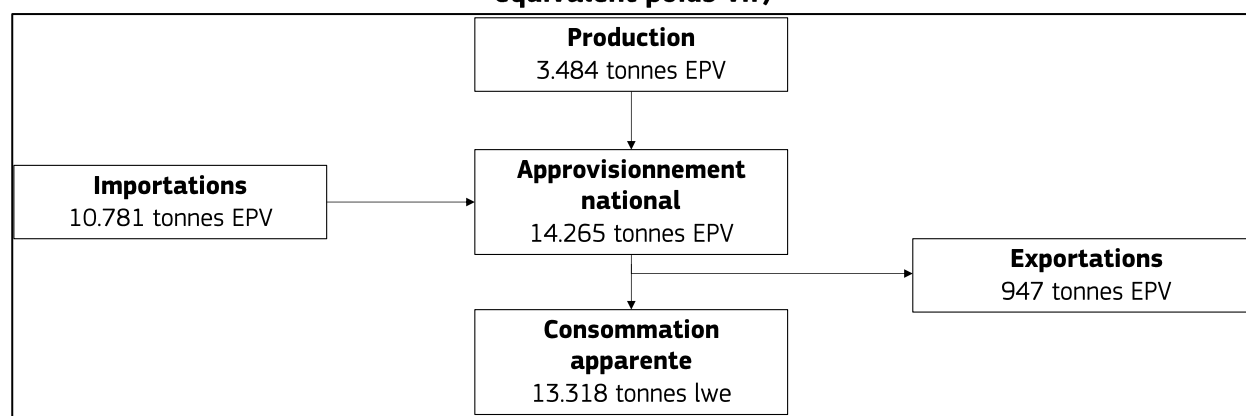 équivalent poids vif)
Production
3.484 tonnes EPV
Approvisionnement
national
14.265 tonnes EPV
Importations
10.781 tonnes EPV
Exportations
947 tonnes EPV
Consommation
apparente
13.318 tonnes lwe